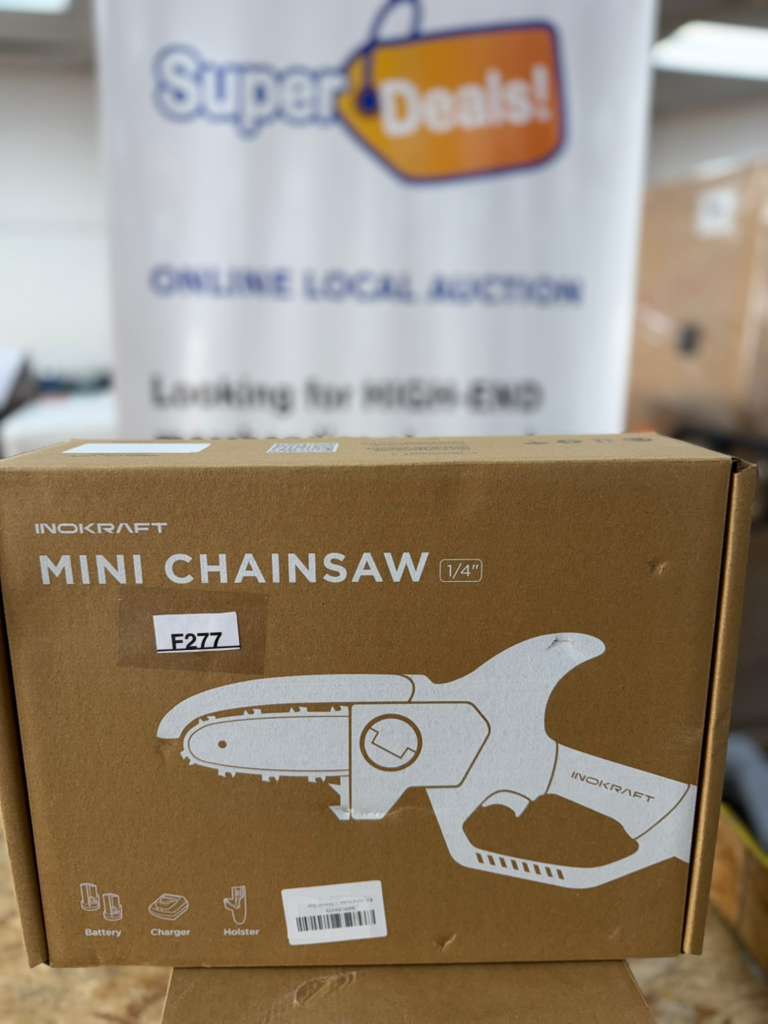 Super Deals!
ONLINE LOCAL AUCTION
Looking for HIGH-END
INOKRAFT
MINI CHAINSAW 1/4"
F277
INOKRAFT
Battery Charger Holster